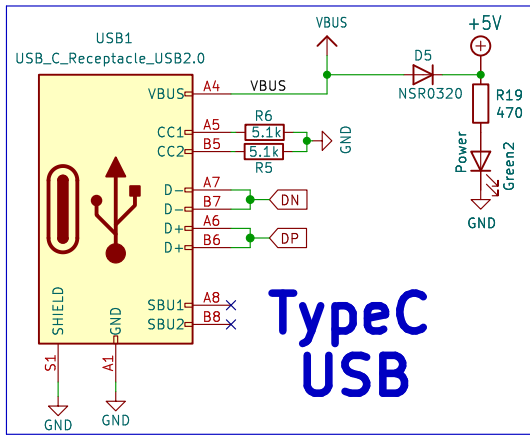 USB1
USB_C_Receptacle_USB2.0
VBUS
+5V
D5
NSR0320
VBUS
A4
VBUS
R19
470
CC1
A5
R6
5.1k
GND
CC2
B5
5.1k
R5
Power
Green2
D-
A7
DN
D-
B7
D+
A6
DP
D+
B6
GND
SBU1
A8
SBU2
B8
SHIELD
GND
S1
A1
GND
GND
TypeC
USB